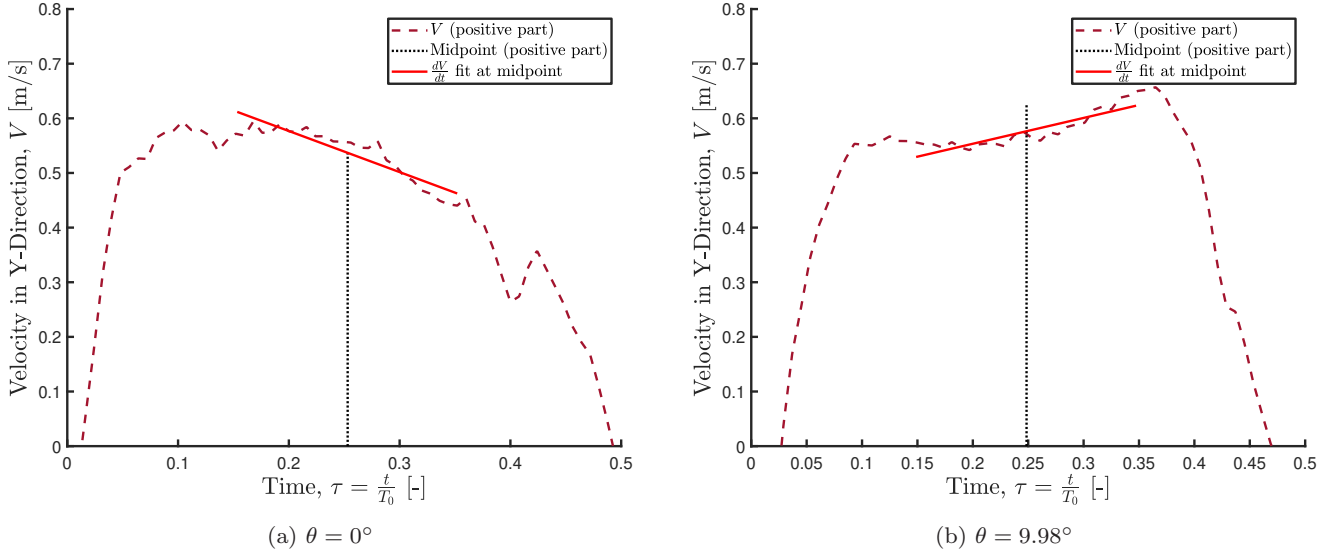 0.8
0.7
0.6
0.5
0.4
0.3
0.2
0.1
0
Velocity in Y-Direction, V [m/s]
V (positive part)
Midpoint (positive part)
dV/dt fit at midpoint
0 0.1 0.2 0.3 0.4 0.5
Time, τ = t/T₀ [-]
(a) θ = 0°
0.8
0.7
0.6
0.5
0.4
0.3
0.2
0.1
0
Velocity in Y-Direction, V [m/s]
V (positive part)
Midpoint (positive part)
dV/dt fit at midpoint
0 0.05 0.1 0.15 0.2 0.25 0.3 0.35 0.4 0.45 0.5
Time, τ = t/T₀ [-]
(b) θ = 9.98°